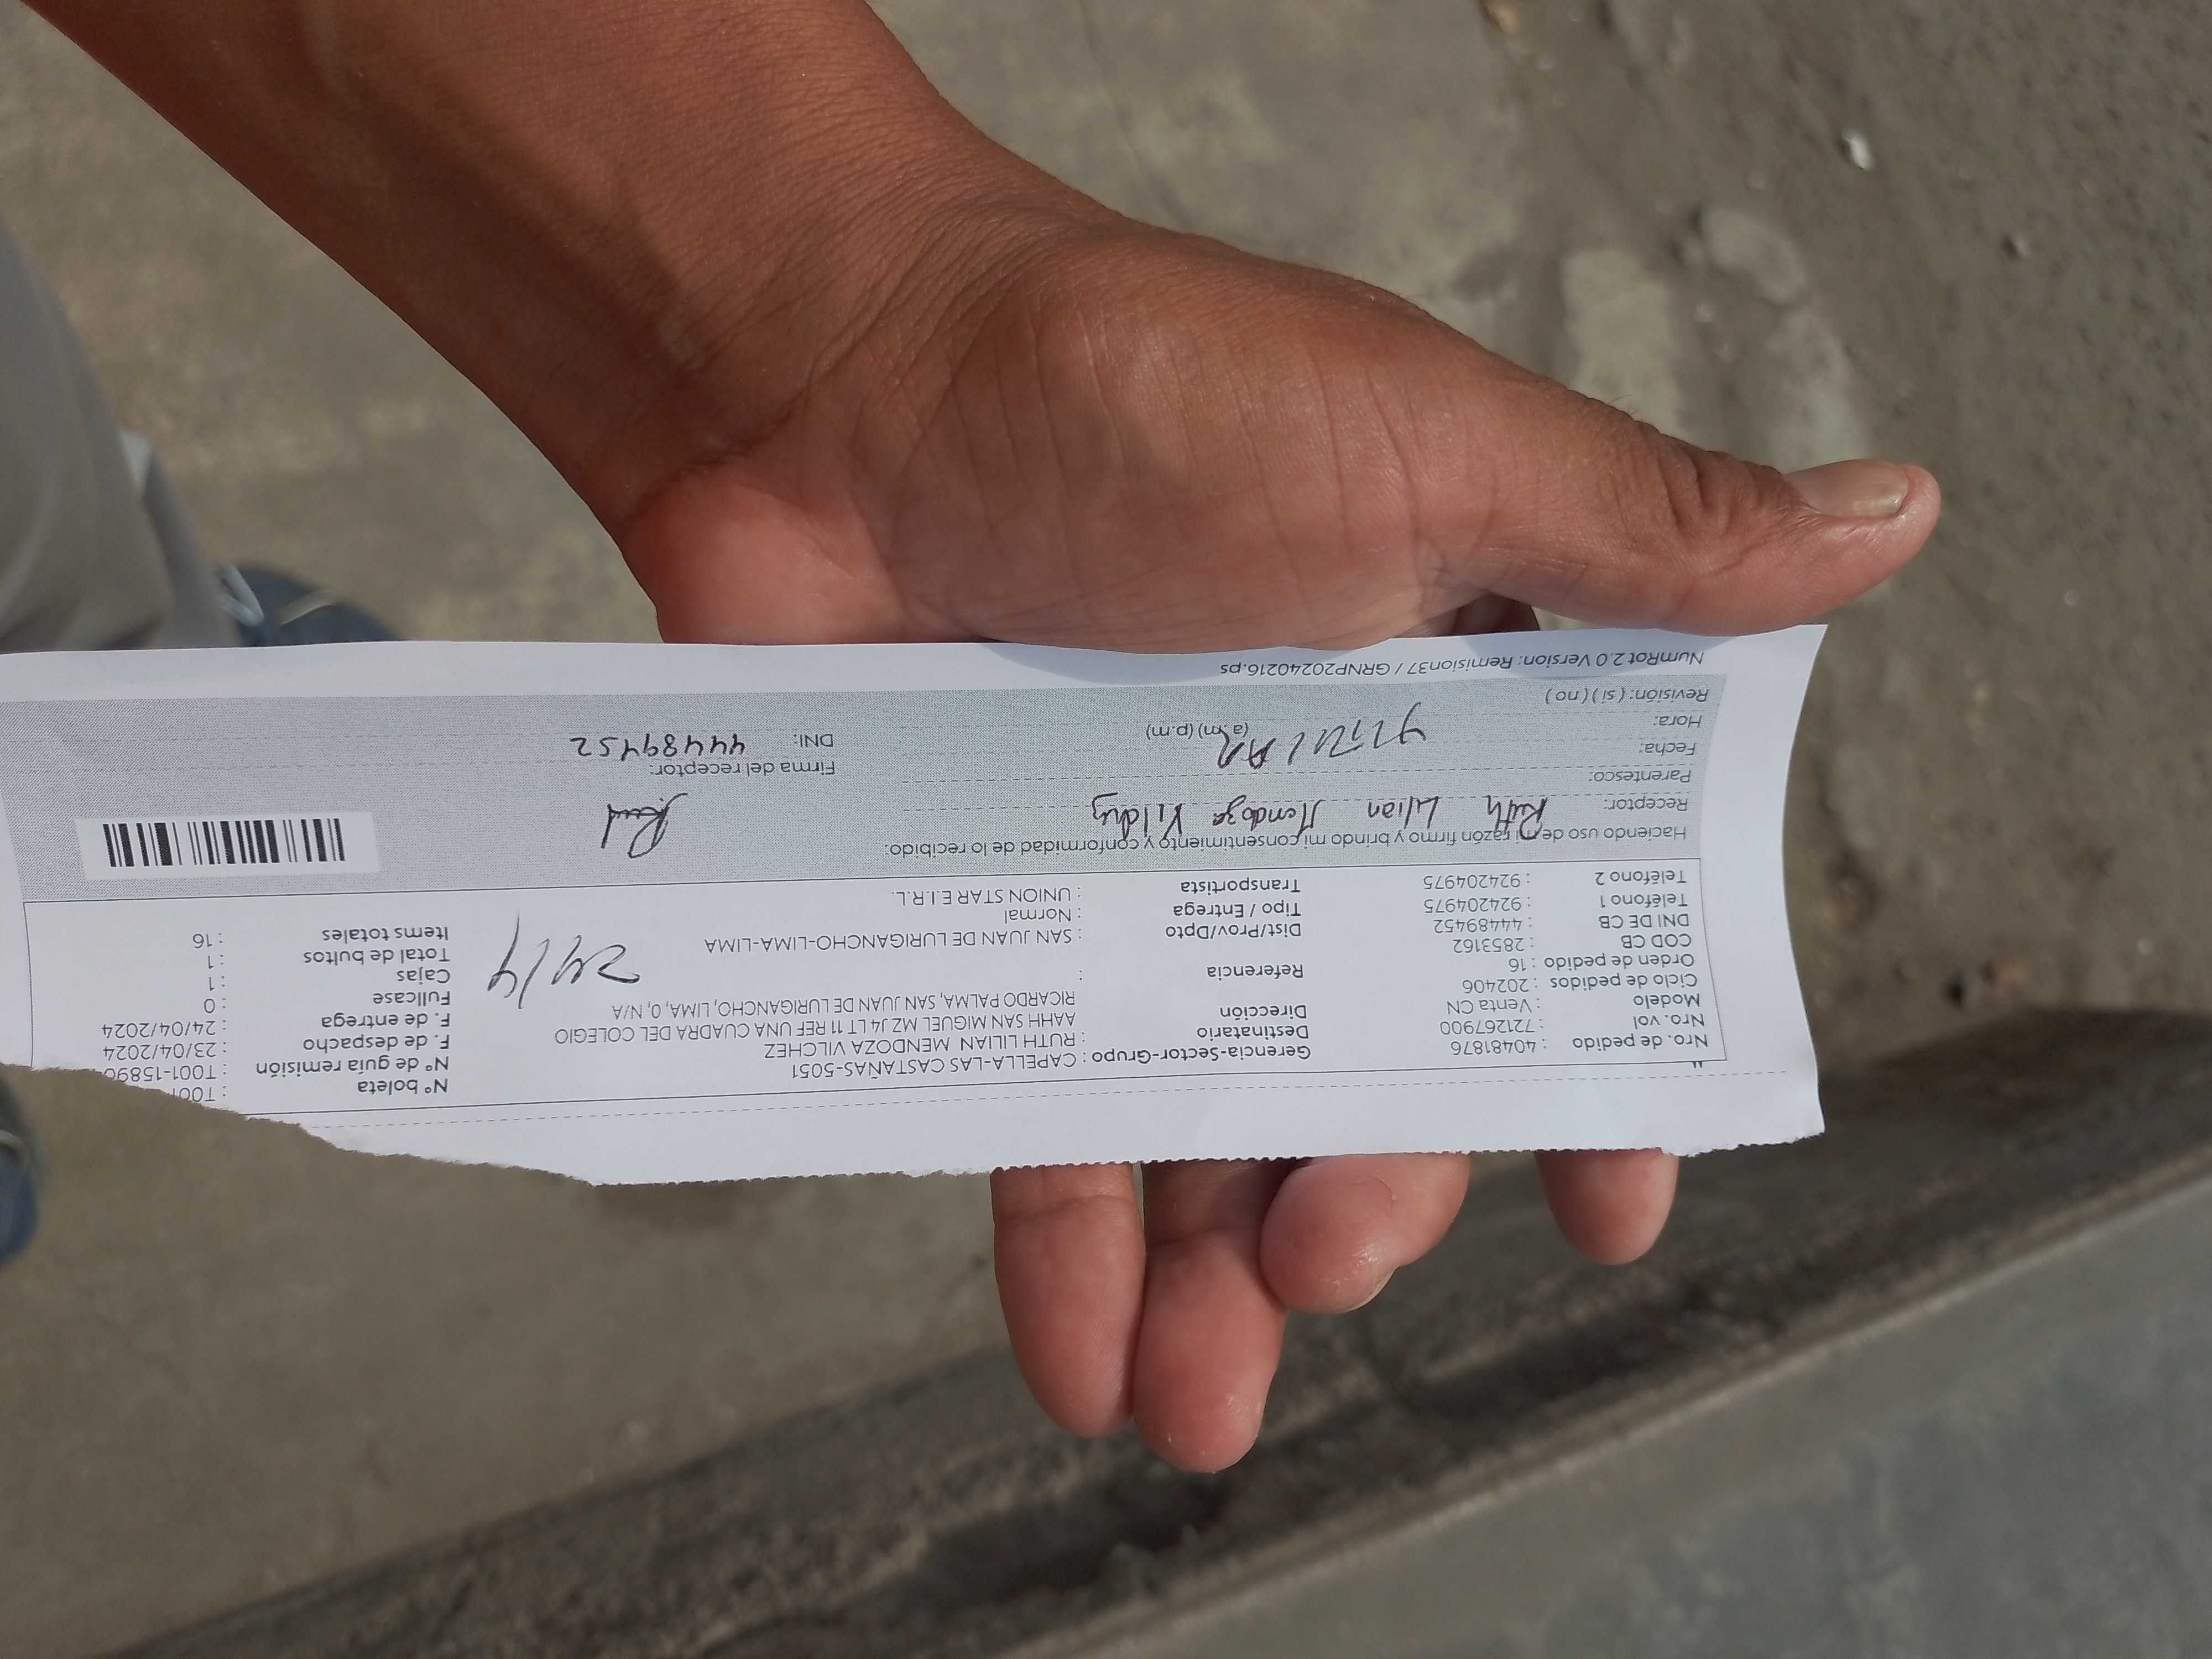 Nro. de pedido : 40481876
Nro. vol : 721267900
Modelo : Venta CN
Ciclo de pedidos : 202406
Orden de pedido : 16
COD CB : 2853162
DNI DE CB : 44489452
Teléfono 1 : 924204975
Teléfono 2 : 924204975
Gerencia-Sector-Grupo : CAPELLA-LAS CASTAÑAS-5051
Destinatario : RUTH LILIAN MENDOZA VILCHEZ
Dirección : AAHH SAN MIGUEL MZ J4 LT 11 REF UNA CUADRA DEL COLEGIO
RICARDO PALMA, SAN JUAN DE LURIGANCHO, LIMA, 0, N/A
Referencia :
Dist/Prov/Dpto : SAN JUAN DE LURIGANCHO-LIMA-LIMA
Tipo / Entrega : Normal
Transportista : UNION STAR E.I.R.L.
24/4
N° boleta : T001
N° de guia remisión : T001-15890
F. de despacho : 23/04/2024
F. de entrega : 24/04/2024
Fullcase : 0
Cajas : 1
Total de bultos : 1
Items totales : 16
Haciendo uso de mi razón firmo y brindo mi consentimiento y conformidad de lo recibido:
Receptor: Ruth Lilian Mendoza
Parentesco:
Fecha: TITULAR
Hora: (a.m) (p.m)
Revisión: ( si ) ( no )
Firma del receptor:
DNI: 44489452
NumRot 2.0 Version: Remision37 / GRNP20240216.ps